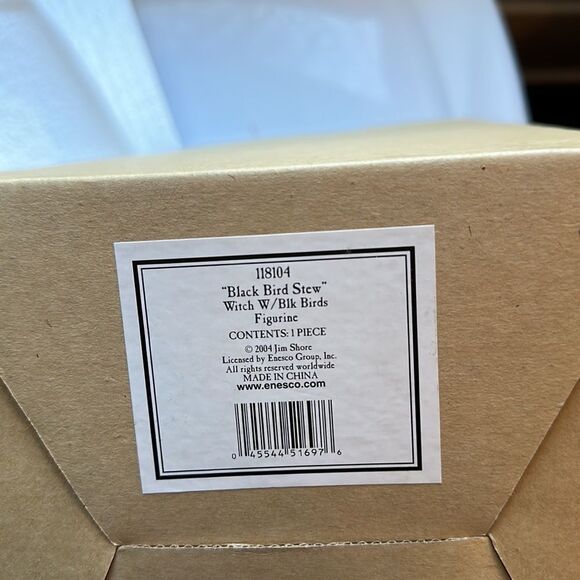 118104
"Black Bird Stew"
Witch W/Blk Birds
Figurine
CONTENTS: 1 PIECE
© 2004 Jim Shore
Licensed by Enesco Group, Inc.
All rights reserved worldwide
MADE IN CHINA
www.enesco.com
0 45544 51697 6